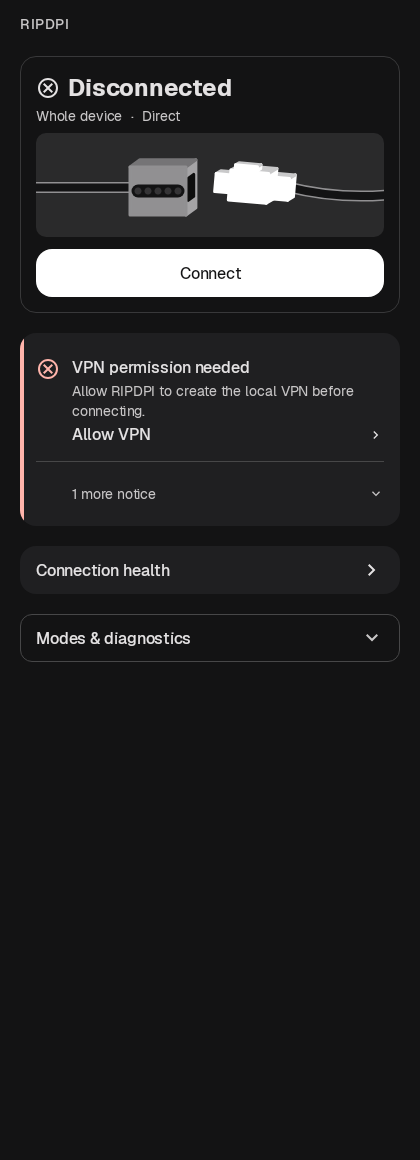 RIPDPI
Disconnected
Whole device · Direct
Connect
VPN permission needed
Allow RIPDPI to create the local VPN before
connecting.
Allow VPN
1 more notice
Connection health
Modes & diagnostics